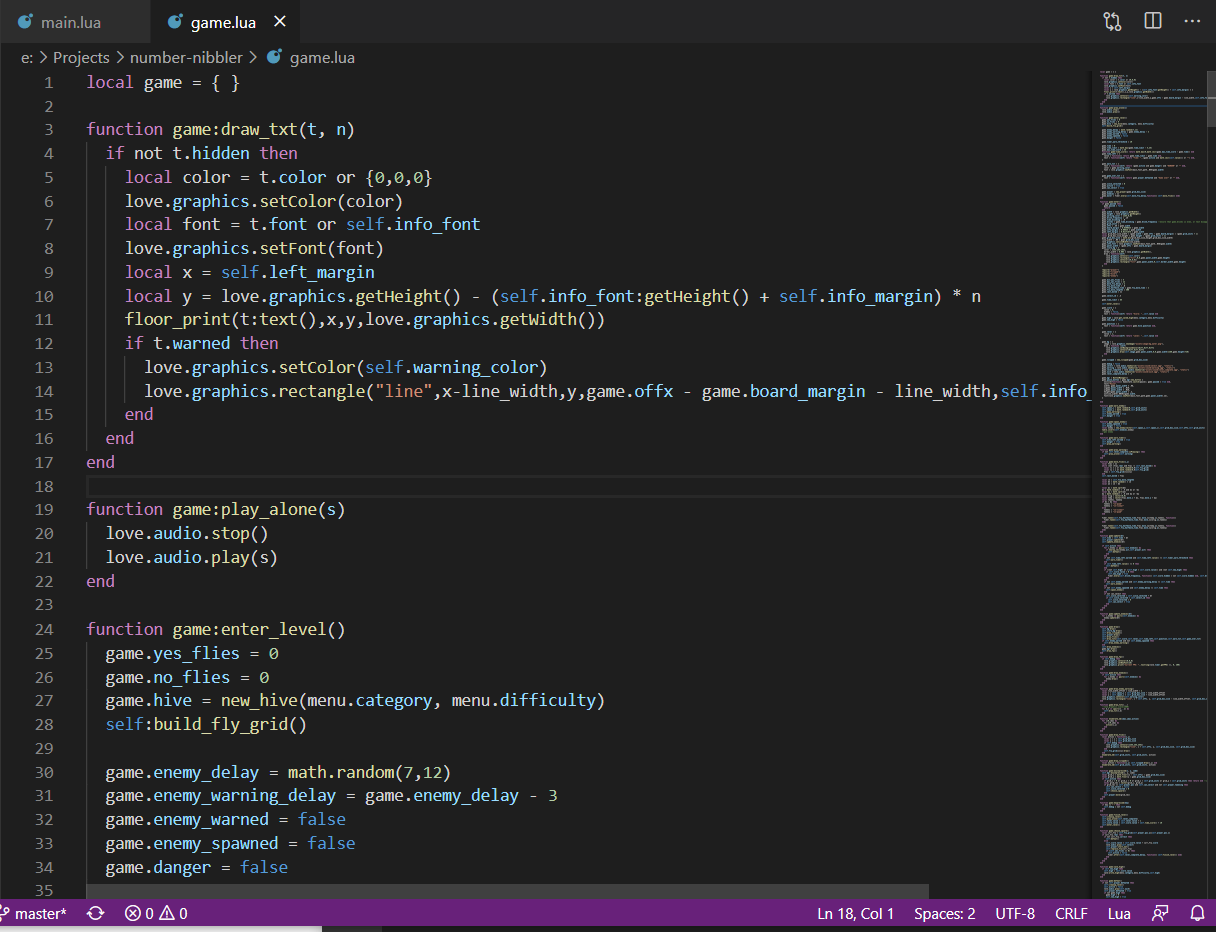 main.lua game.lua
e: > Projects > number-nibbler > game.lua
1 local game = { }
2
3 function game:draw_txt(t, n)
4 if not t.hidden then
5 local color = t.color or {0,0,0}
6 love.graphics.setColor(color)
7 local font = t.font or self.info_font
8 love.graphics.setFont(font)
9 local x = self.left_margin
10 local y = love.graphics.getHeight() - (self.info_font:getHeight() + self.info_margin) * n
11 floor_print(t:text(),x,y,love.graphics.getWidth())
12 if t.warned then
13 love.graphics.setColor(self.warning_color)
14 love.graphics.rectangle("line",x-line_width,y,game.offx - game.board_margin - line_width,self.info_
15 end
16 end
17 end
18
19 function game:play_alone(s)
20 love.audio.stop()
21 love.audio.play(s)
22 end
23
24 function game:enter_level()
25 game.yes_flies = 0
26 game.no_flies = 0
27 game.hive = new_hive(menu.category, menu.difficulty)
28 self:build_fly_grid()
29
30 game.enemy_delay = math.random(7,12)
31 game.enemy_warning_delay = game.enemy_delay - 3
32 game.enemy_warned = false
33 game.enemy_spawned = false
34 game.danger = false
35
master* 0 0 Ln 18, Col 1 Spaces: 2 UTF-8 CRLF Lua